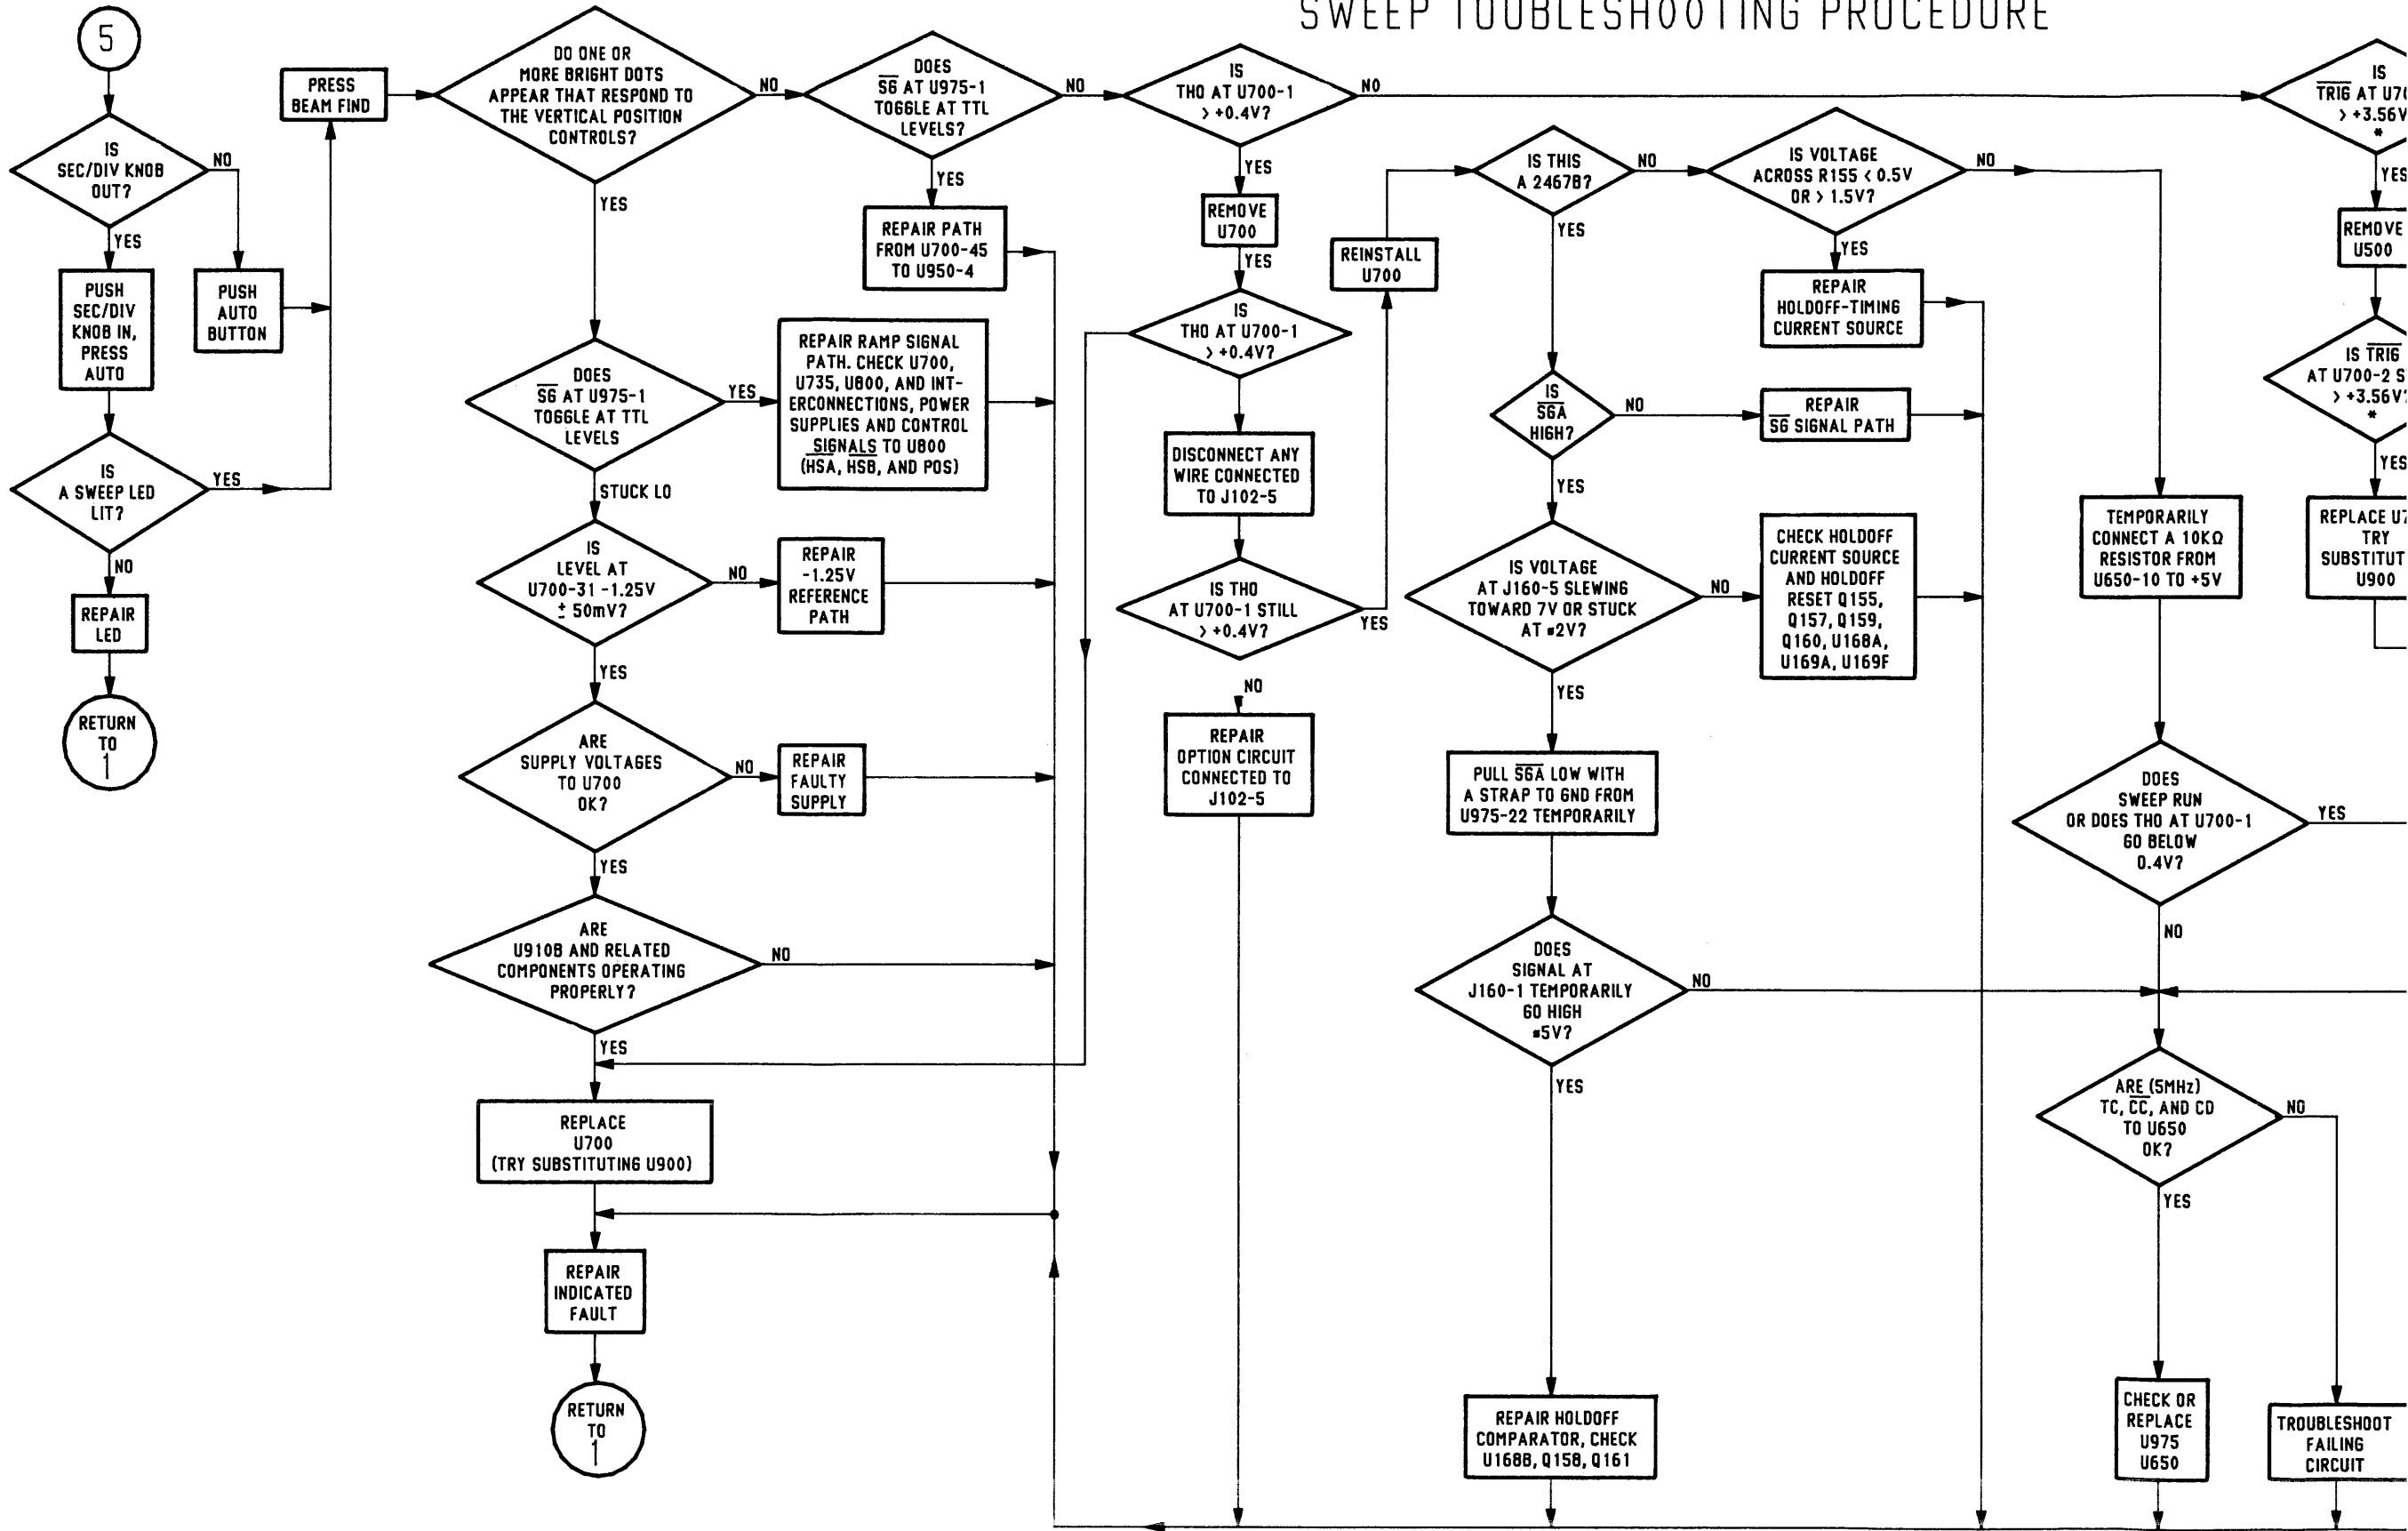 SWEEP TOUBLESHOOTING PROCEDURE
5
IS
SEC/DIV KNOB
OUT?
NO
YES
PUSH
SEC/DIV
KNOB IN,
PRESS
AUTO
PUSH
AUTO
BUTTON
IS
A SWEEP LED
LIT?
YES
NO
REPAIR
LED
RETURN
TO
1
PRESS
BEAM FIND
DO ONE OR
MORE BRIGHT DOTS
APPEAR THAT RESPOND TO
THE VERTICAL POSITION
CONTROLS?
NO
YES
DOES
S̅G̅ AT U975-1
TOGGLE AT TTL
LEVELS
YES
STUCK LO
REPAIR RAMP SIGNAL
PATH. CHECK U700,
U735, U800, AND INT-
ERCONNECTIONS, POWER
SUPPLIES AND CONTROL
SIGNALS TO U800
(H̅S̅A̅, H̅S̅B̅, AND POS)
IS
LEVEL AT
U700-31 -1.25V
± 50mV?
NO
YES
REPAIR
-1.25V
REFERENCE
PATH
ARE
SUPPLY VOLTAGES
TO U700
OK?
NO
YES
REPAIR
FAULTY
SUPPLY
ARE
U910B AND RELATED
COMPONENTS OPERATING
PROPERLY?
NO
YES
REPLACE
U700
(TRY SUBSTITUTING U900)
REPAIR
INDICATED
FAULT
RETURN
TO
1
DOES
S̅G̅ AT U975-1
TOGGLE AT TTL
LEVELS?
NO
YES
REPAIR PATH
FROM U700-45
TO U950-4
IS
THO AT U700-1
> +0.4V?
NO
YES
REMOVE
U700
YES
IS
THO AT U700-1
> +0.4V?
DISCONNECT ANY
WIRE CONNECTED
TO J102-5
IS THO
AT U700-1 STILL
> +0.4V?
YES
NO
REPAIR
OPTION CIRCUIT
CONNECTED TO
J102-5
REINSTALL
U700
IS THIS
A 2467B?
NO
YES
IS VOLTAGE
ACROSS R155 < 0.5V
OR > 1.5V?
NO
YES
REPAIR
HOLDOFF-TIMING
CURRENT SOURCE
IS
S̅G̅A̅
HIGH?
NO
YES
REPAIR
S̅G̅ SIGNAL PATH
IS VOLTAGE
AT J160-5 SLEWING
TOWARD 7V OR STUCK
AT ≈2V?
NO
YES
CHECK HOLDOFF
CURRENT SOURCE
AND HOLDOFF
RESET Q155,
Q157, Q159,
Q160, U168A,
U169A, U169F
PULL S̅G̅A̅ LOW WITH
A STRAP TO GND FROM
U975-22 TEMPORARILY
DOES
SIGNAL AT
J160-1 TEMPORARILY
GO HIGH
≈5V?
NO
YES
REPAIR HOLDOFF
COMPARATOR, CHECK
U168B, Q158, Q161
TEMPORARILY
CONNECT A 10KΩ
RESISTOR FROM
U650-10 TO +5V
DOES
SWEEP RUN
OR DOES THO AT U700-1
GO BELOW
0.4V?
YES
NO
ARE (5MHz)
TC, C̅C̅, AND CD
TO U650
OK?
NO
YES
CHECK OR
REPLACE
U975
U650
TROUBLESHOOT
FAILING
CIRCUIT
IS
T̅R̅I̅G̅ AT U70
> +3.56V
*
YES
REMOVE
U500
IS T̅R̅I̅G̅
AT U700-2 S
> +3.56V?
*
YES
REPLACE U7
TRY
SUBSTITUT
U900